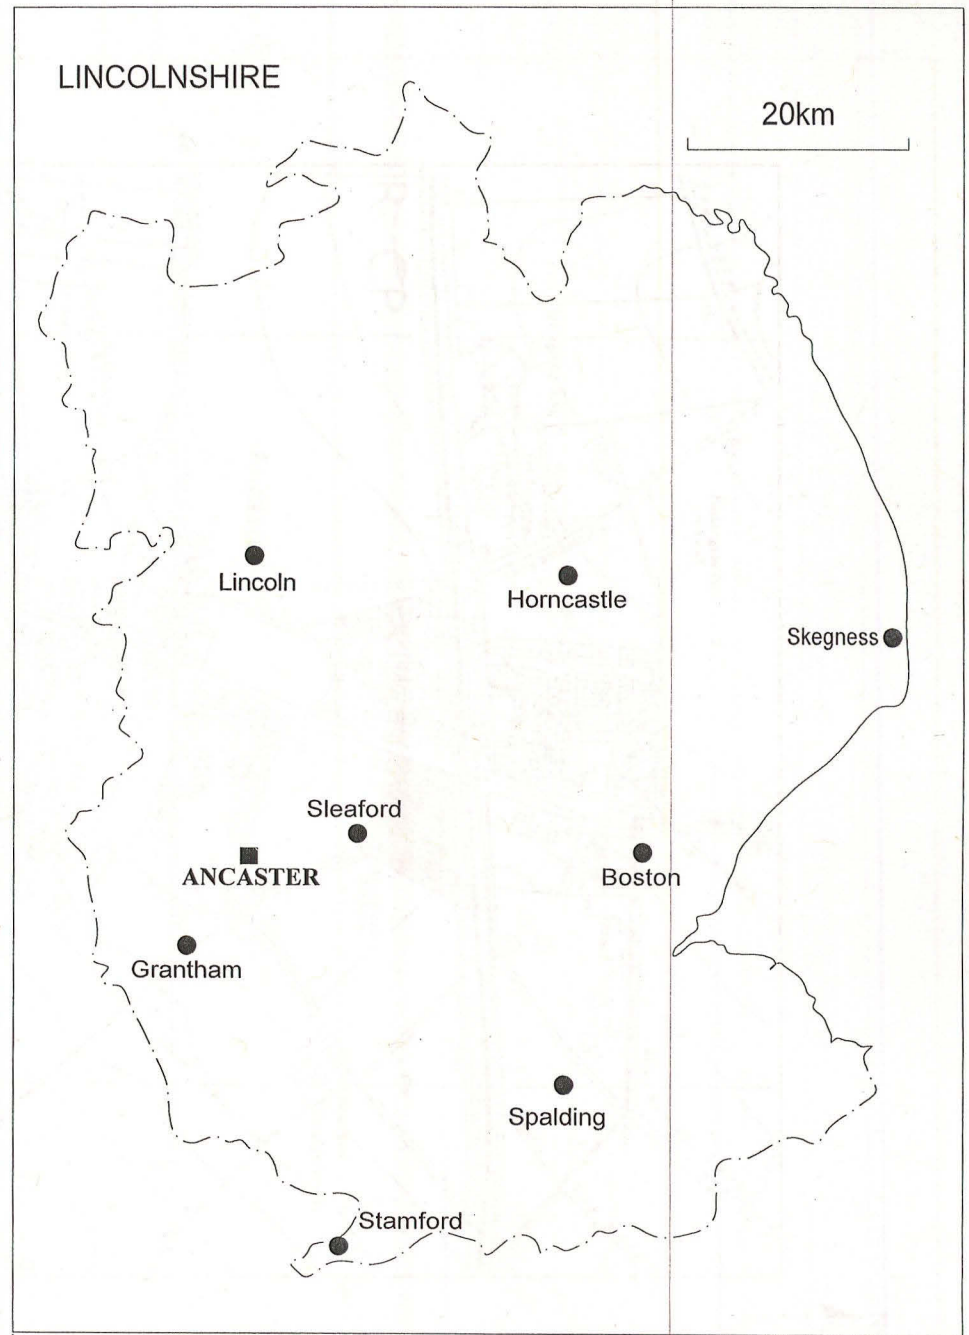 LINCOLNSHIRE
20km
Lincoln
Horncastle
Skegness
Sleaford
ANCASTER
Boston
Grantham
Spalding
Stamford